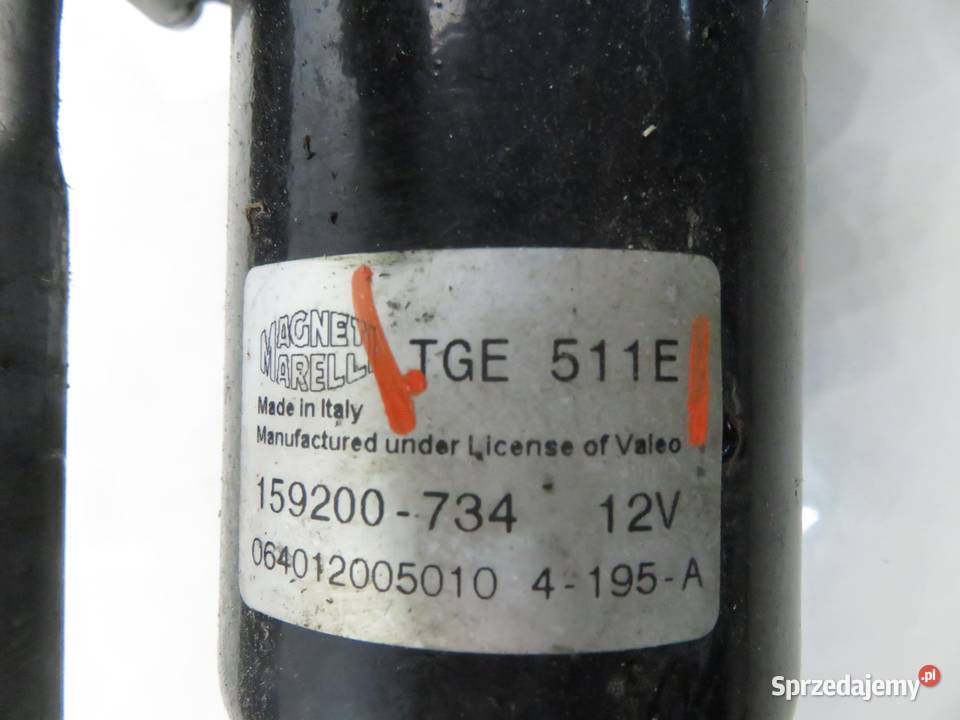 MAGNETI
MARELLI
TGE 511E
Made in Italy
Manufactured under License of Valeo
159200-734 12V
064012005010 4-195-A
Sprzedajemy.pl